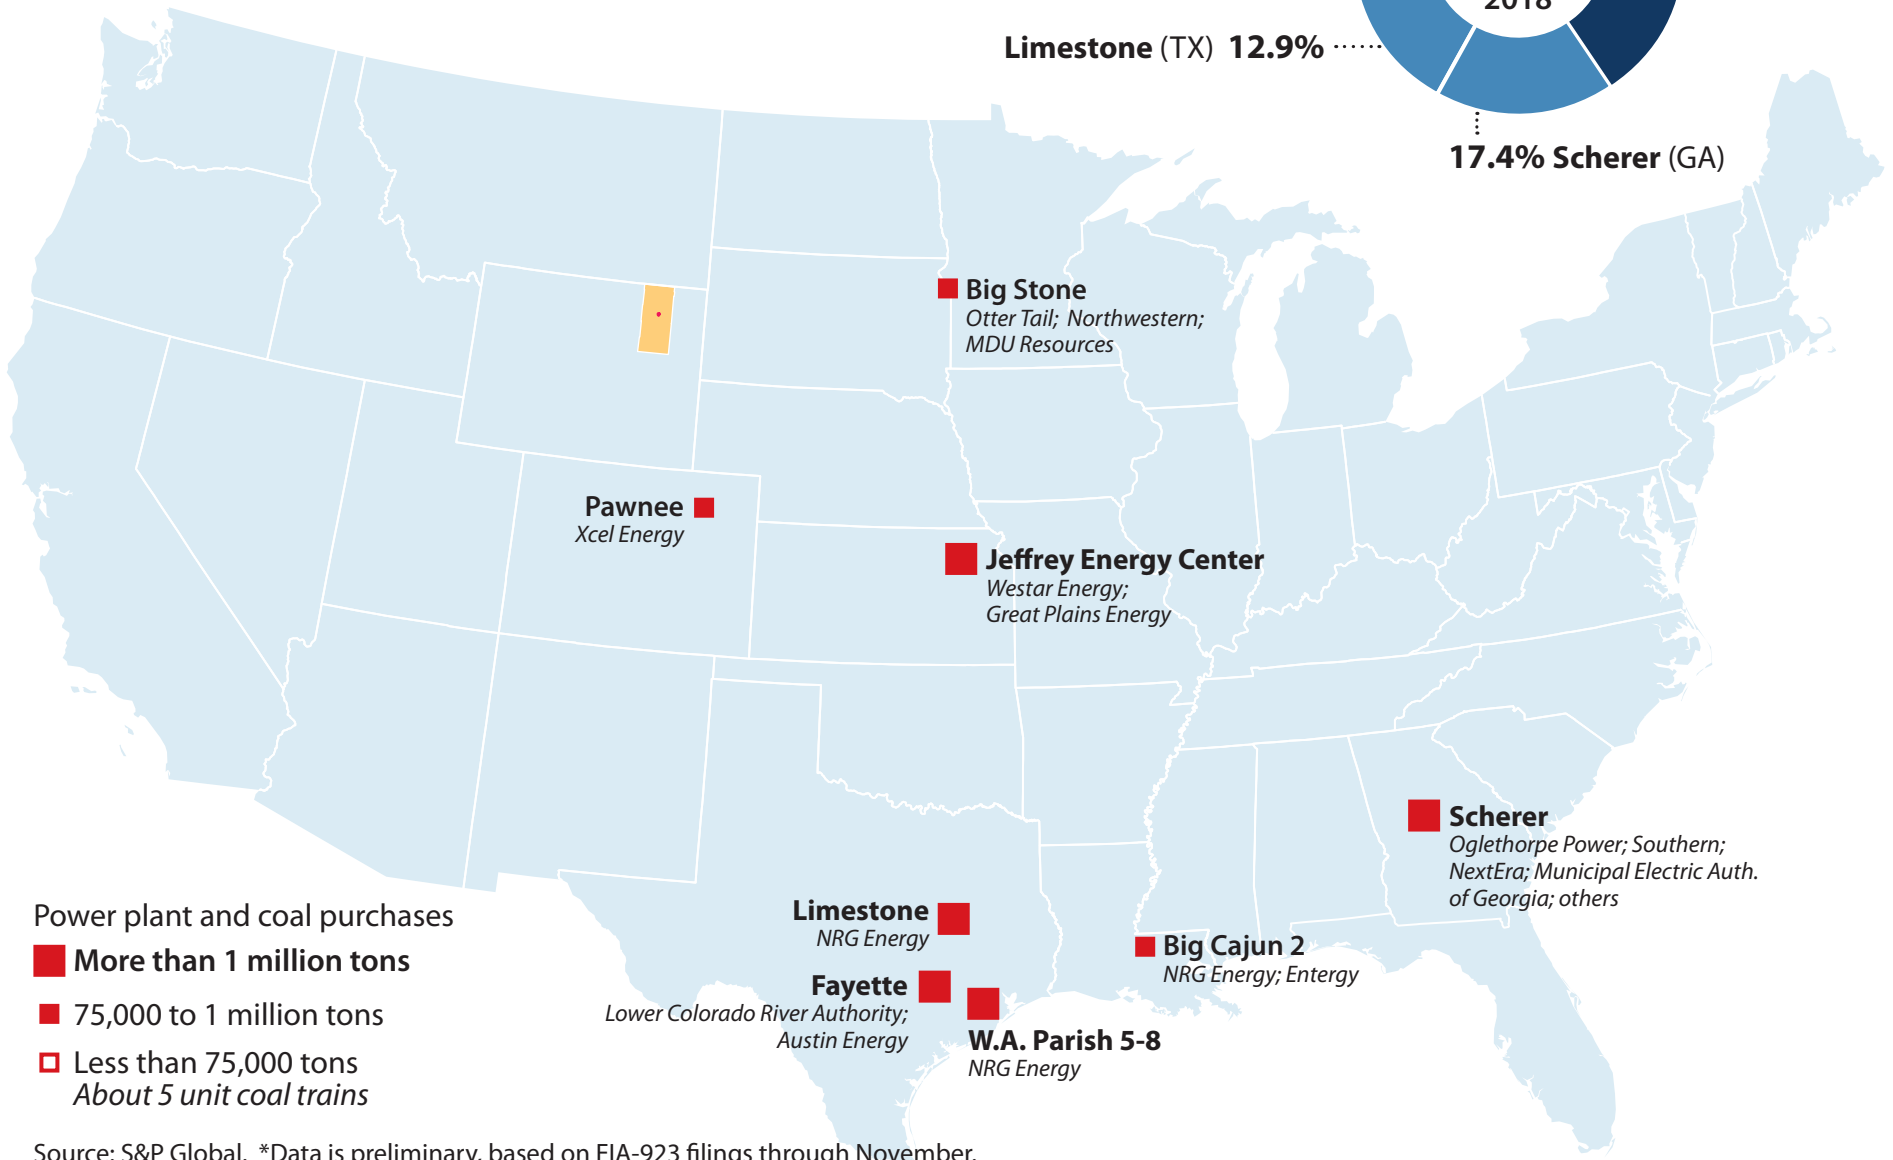 2018
Limestone (TX) 12.9%
17.4% Scherer (GA)
Big Stone
Otter Tail; Northwestern;
MDU Resources
Pawnee
Xcel Energy
Jeffrey Energy Center
Westar Energy;
Great Plains Energy
Scherer
Oglethorpe Power; Southern;
NextEra; Municipal Electric Auth.
of Georgia; others
Limestone
NRG Energy
Big Cajun 2
NRG Energy; Entergy
Fayette
Lower Colorado River Authority;
Austin Energy
W.A. Parish 5-8
NRG Energy
Power plant and coal purchases
More than 1 million tons
75,000 to 1 million tons
Less than 75,000 tons
About 5 unit coal trains
Source: S&P Global. *Data is preliminary, based on EIA-923 filings through November.